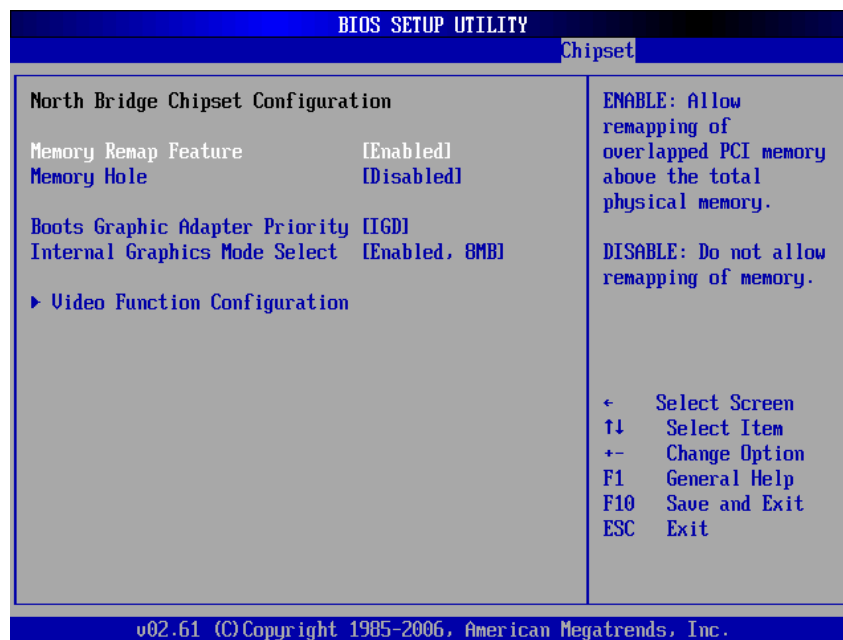 BIOS SETUP UTILITY
Chipset
North Bridge Chipset Configuration
Memory Remap Feature [Enabled]
Memory Hole [Disabled]
Boots Graphic Adapter Priority [IGD]
Internal Graphics Mode Select [Enabled, 8MB]
▶ Video Function Configuration
ENABLE: Allow
remapping of
overlapped PCI memory
above the total
physical memory.
DISABLE: Do not allow
remapping of memory.
← Select Screen
↑↓ Select Item
+- Change Option
F1 General Help
F10 Save and Exit
ESC Exit
v02.61 (C)Copyright 1985-2006, American Megatrends, Inc.